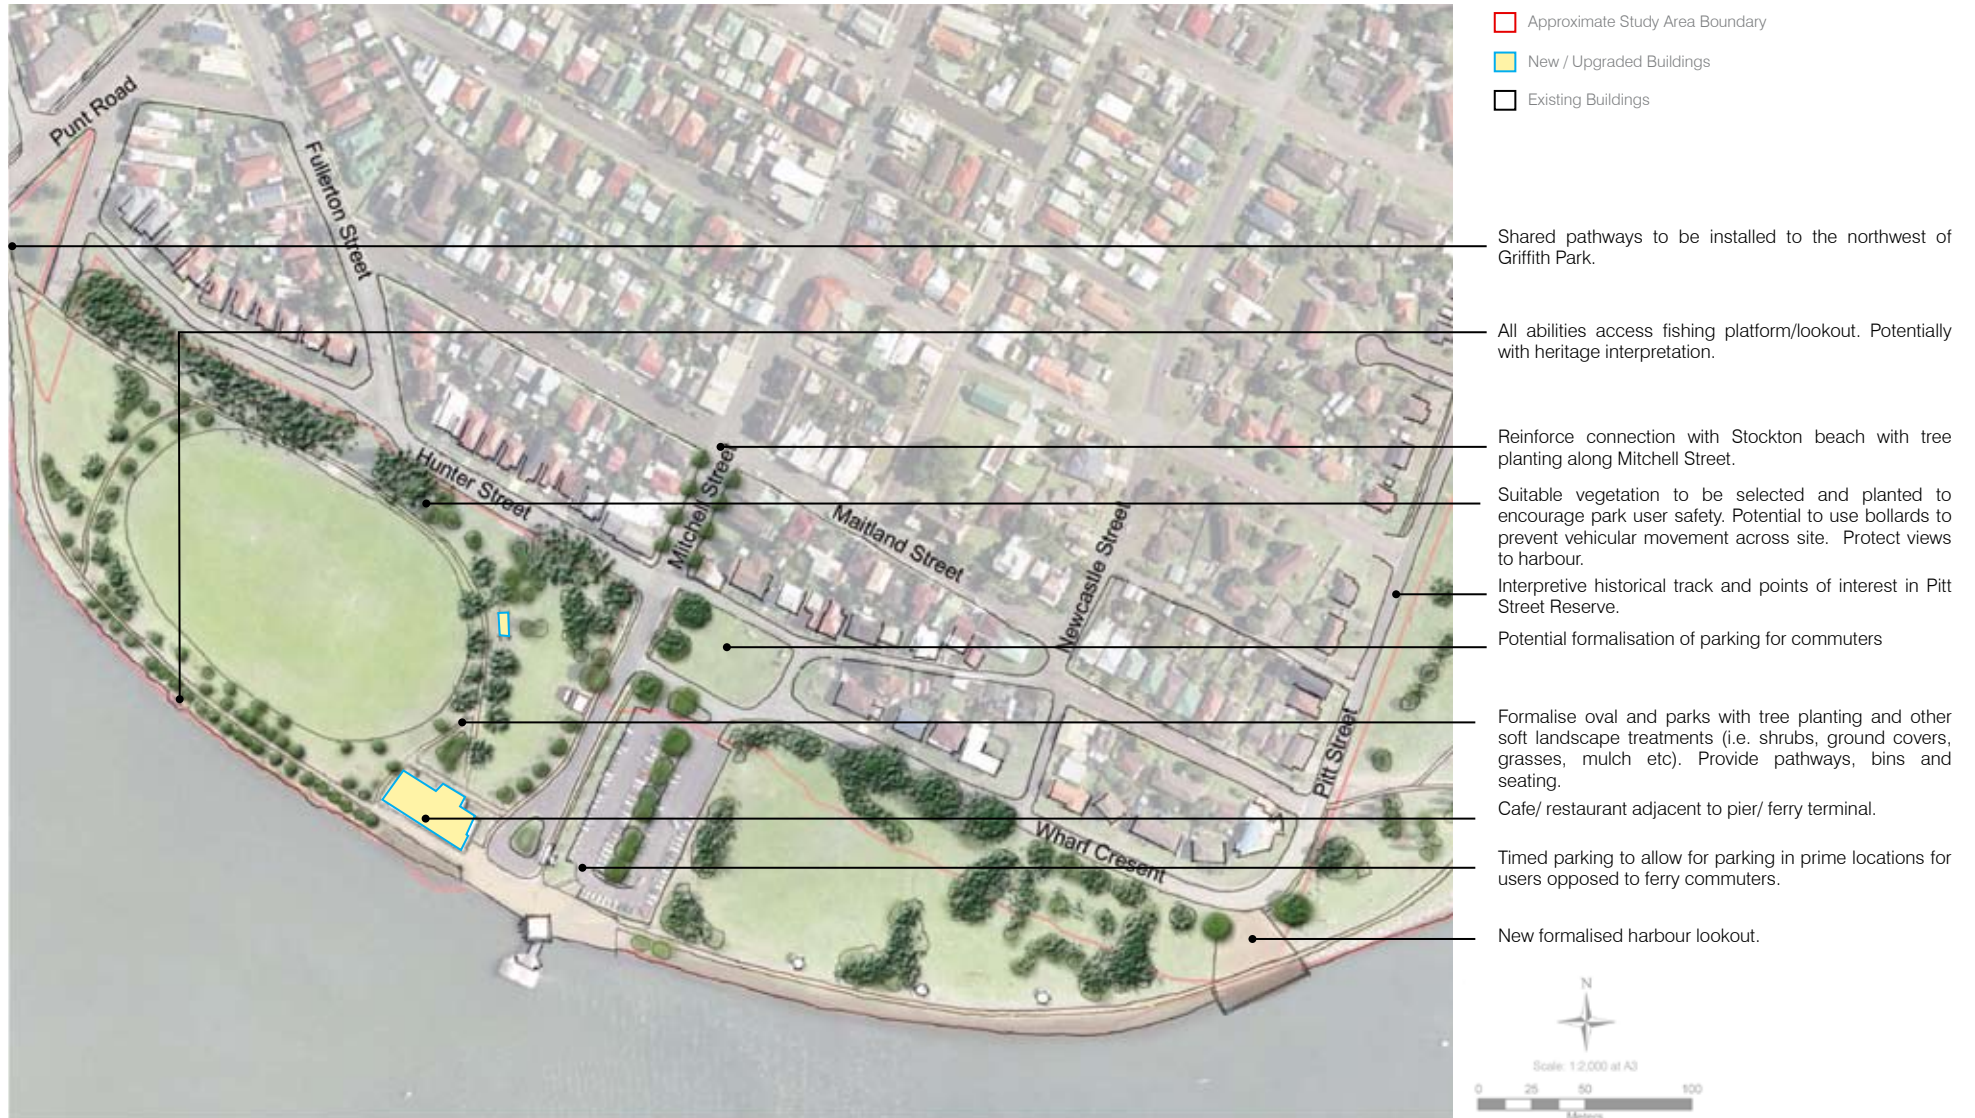 Approximate Study Area Boundary
New / Upgraded Buildings
Existing Buildings
Punt Road
Fullerton Street
Hunter Street
Mitchell Street
Maitland Street
Newcastle Street
Pitt Street
Wharf Cresent
Shared pathways to be installed to the northwest of
Griffith Park.
All abilities access fishing platform/lookout. Potentially
with heritage interpretation.
Reinforce connection with Stockton beach with tree
planting along Mitchell Street.
Suitable vegetation to be selected and planted to
encourage park user safety. Potential to use bollards to
prevent vehicular movement across site. Protect views
to harbour.
Interpretive historical track and points of interest in Pitt
Street Reserve.
Potential formalisation of parking for commuters
Formalise oval and parks with tree planting and other
soft landscape treatments (i.e. shrubs, ground covers,
grasses, mulch etc). Provide pathways, bins and
seating.
Cafe/ restaurant adjacent to pier/ ferry terminal.
Timed parking to allow for parking in prime locations for
users opposed to ferry commuters.
New formalised harbour lookout.
N
Scale: 1:2,000 at A3
0 25 50 100
Meters